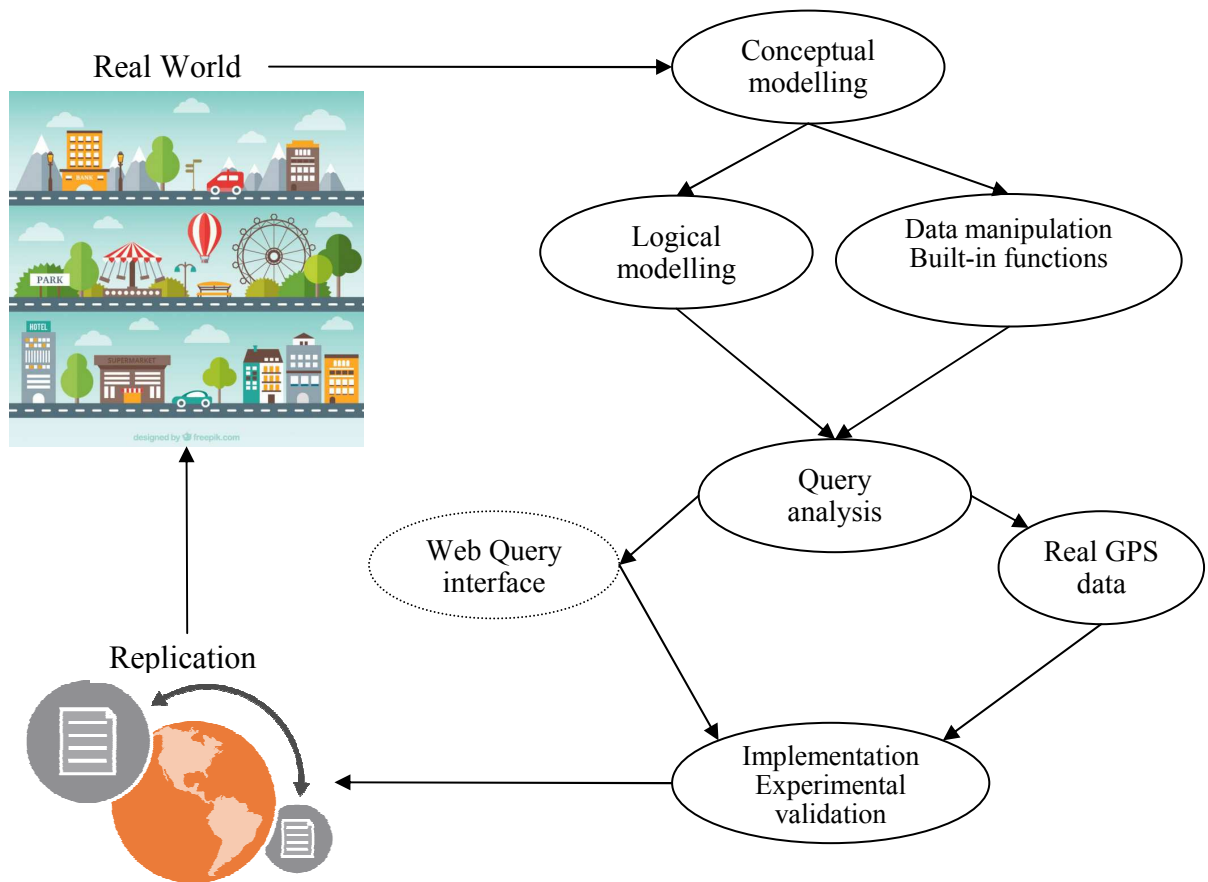 Real World
Conceptual
modelling
BANK
Logical
modelling
Data manipulation
Built-in functions
PARK
HOTEL
SUPERMARKET
designed by freepik.com
Query
analysis
Web Query
interface
Real GPS
data
Replication
Implementation
Experimental
validation